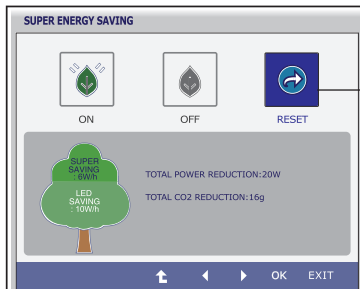 SUPER ENERGY SAVING
ON
OFF
RESET
SUPER
SAVING
: 6W/h
LED
SAVING
: 10W/h
TOTAL POWER REDUCTION:20W
TOTAL CO2 REDUCTION:16g
OK
EXIT